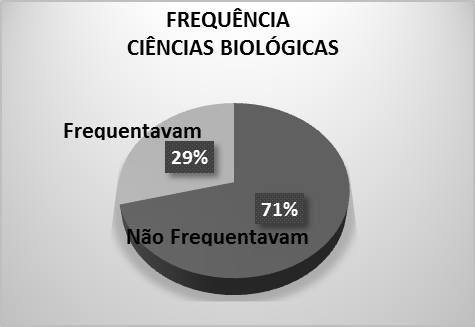 FREQUÊNCIA
CIÊNCIAS BIOLÓGICAS
Frequentavam
29%
71%
Não Frequentavam